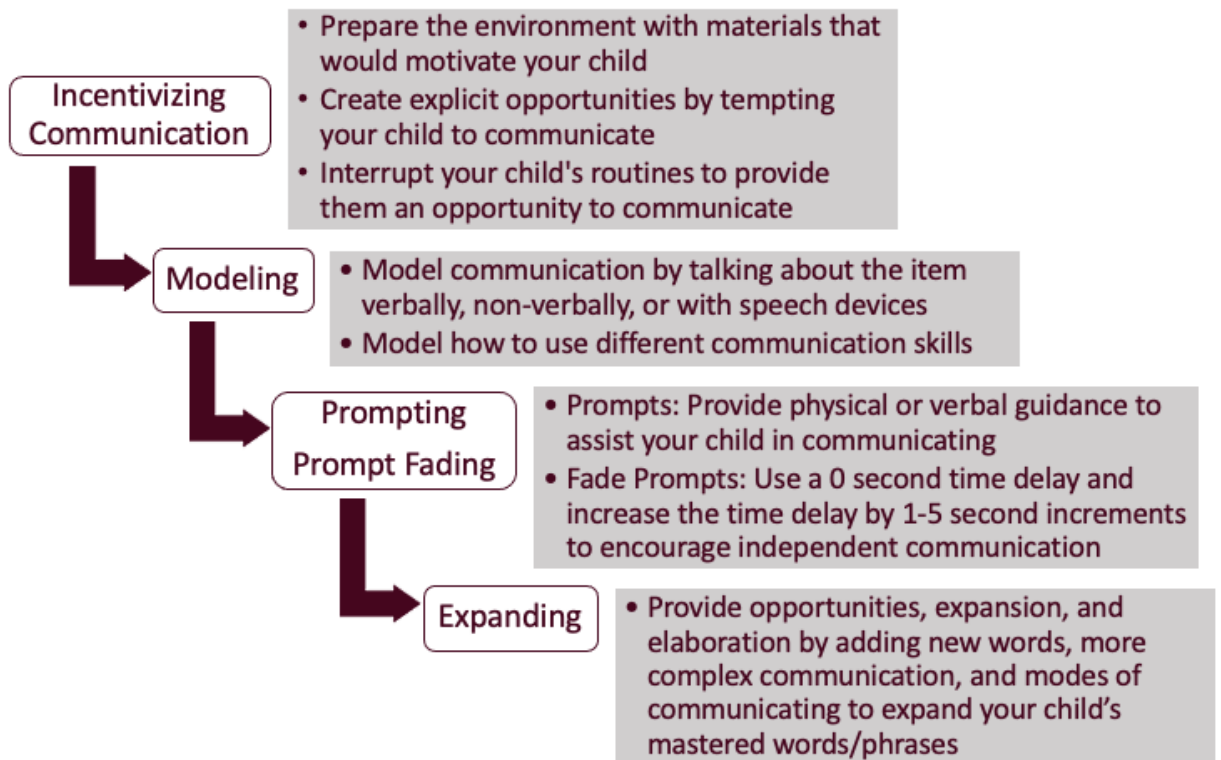 Incentivizing
Communication
• Prepare the environment with materials that
would motivate your child
• Create explicit opportunities by tempting
your child to communicate
• Interrupt your child's routines to provide
them an opportunity to communicate
Modeling
• Model communication by talking about the item
verbally, non-verbally, or with speech devices
• Model how to use different communication skills
Prompting
Prompt Fading
• Prompts: Provide physical or verbal guidance to
assist your child in communicating
• Fade Prompts: Use a 0 second time delay and
increase the time delay by 1-5 second increments
to encourage independent communication
Expanding
• Provide opportunities, expansion, and
elaboration by adding new words, more
complex communication, and modes of
communicating to expand your child’s
mastered words/phrases